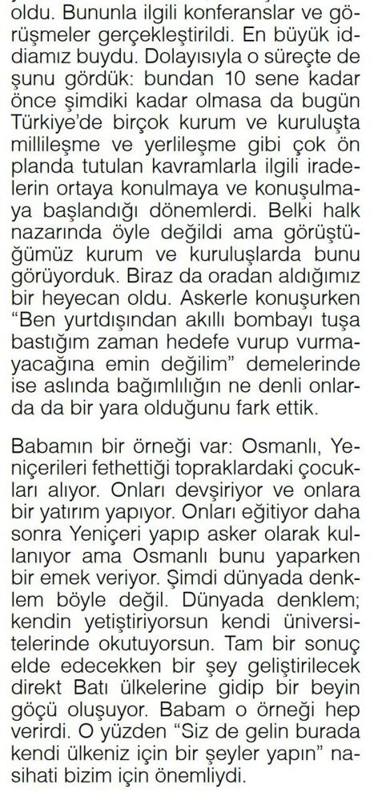 oldu. Bununla ilgili konferanslar ve gö-
rüşmeler gerçekleştirildi. En büyük id-
diamız buydu. Dolayısıyla o süreçte de
şunu gördük: bundan 10 sene kadar
önce şimdiki kadar olmasa da bugün
Türkiye’de birçok kurum ve kuruluşta
millileşme ve yerlileşme gibi çok ön
planda tutulan kavramlarla ilgili irade-
lerin ortaya konulmaya ve konuşulma-
ya başlandığı dönemlerdi. Belki halk
nazarında öyle değildi ama görüştü-
ğümüz kurum ve kuruluşlarda bunu
görüyorduk. Biraz da oradan aldığımız
bir heyecan oldu. Askerle konuşurken
“Ben yurtdışından akıllı bombayı tuşa
bastığım zaman hedefe vurup vurma-
yacağına emin değilim” demelerinde
ise aslında bağımlılığın ne denli onlar-
da da bir yara olduğunu fark ettik.
Babamın bir örneği var: Osmanlı, Ye-
niçerileri fethettiği topraklardaki çocuk-
ları alıyor. Onları devşiriyor ve onlara
bir yatırım yapıyor. Onları eğitiyor daha
sonra Yeniçeri yapıp asker olarak kul-
lanıyor ama Osmanlı bunu yaparken
bir emek veriyor. Şimdi dünyada denk-
lem böyle değil. Dünyada denklem;
kendin yetiştiriyorsun kendi üniversi-
telerinde okutuyorsun. Tam bir sonuç
elde edecekken bir şey geliştirilecek
direkt Batı ülkelerine gidip bir beyin
göçü oluşuyor. Babam o örneği hep
verirdi. O yüzden “Siz de gelin burada
kendi ülkeniz için bir şeyler yapın” na-
sihati bizim için önemliydi.